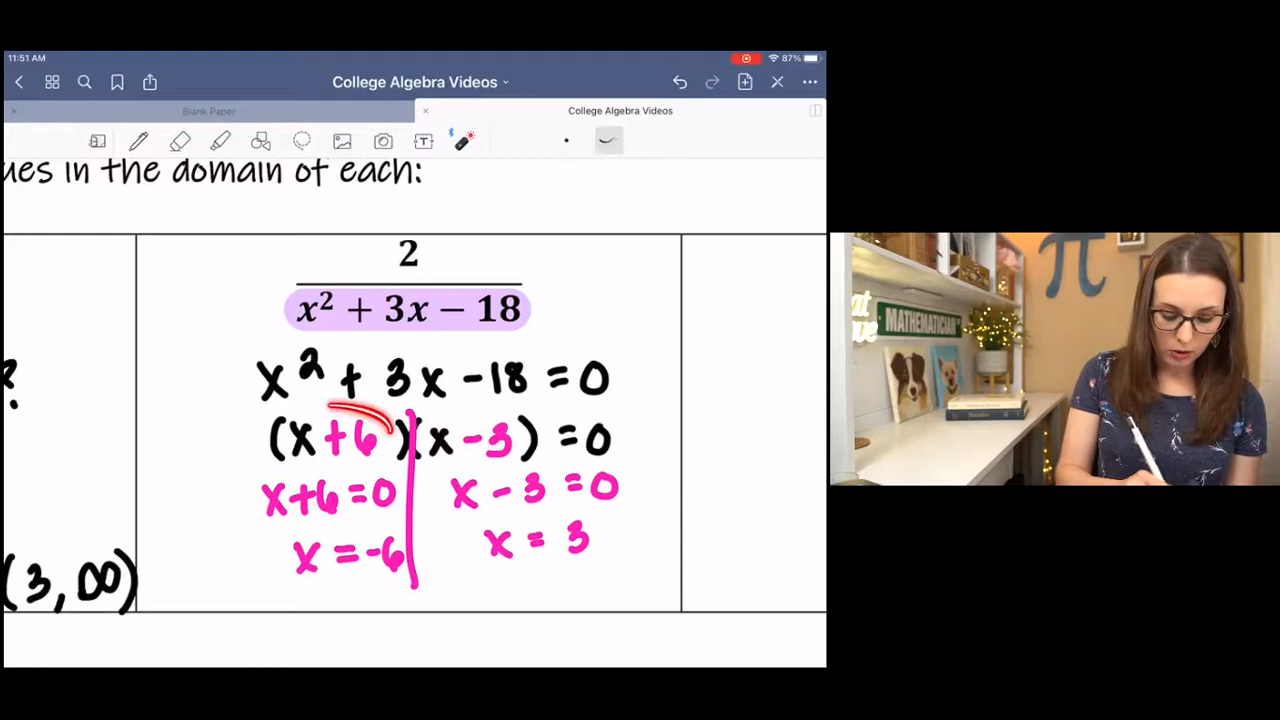 11:51 AM
87%
College Algebra Videos
Blank Paper
College Algebra Videos
ues in the domain of each:
2
x² + 3x − 18
x² + 3x - 18 = 0
(x + 6)(x - 3) = 0
x + 6 = 0
x - 3 = 0
x = -6
x = 3
(3, ∞)
MATHEMATICIAN
π